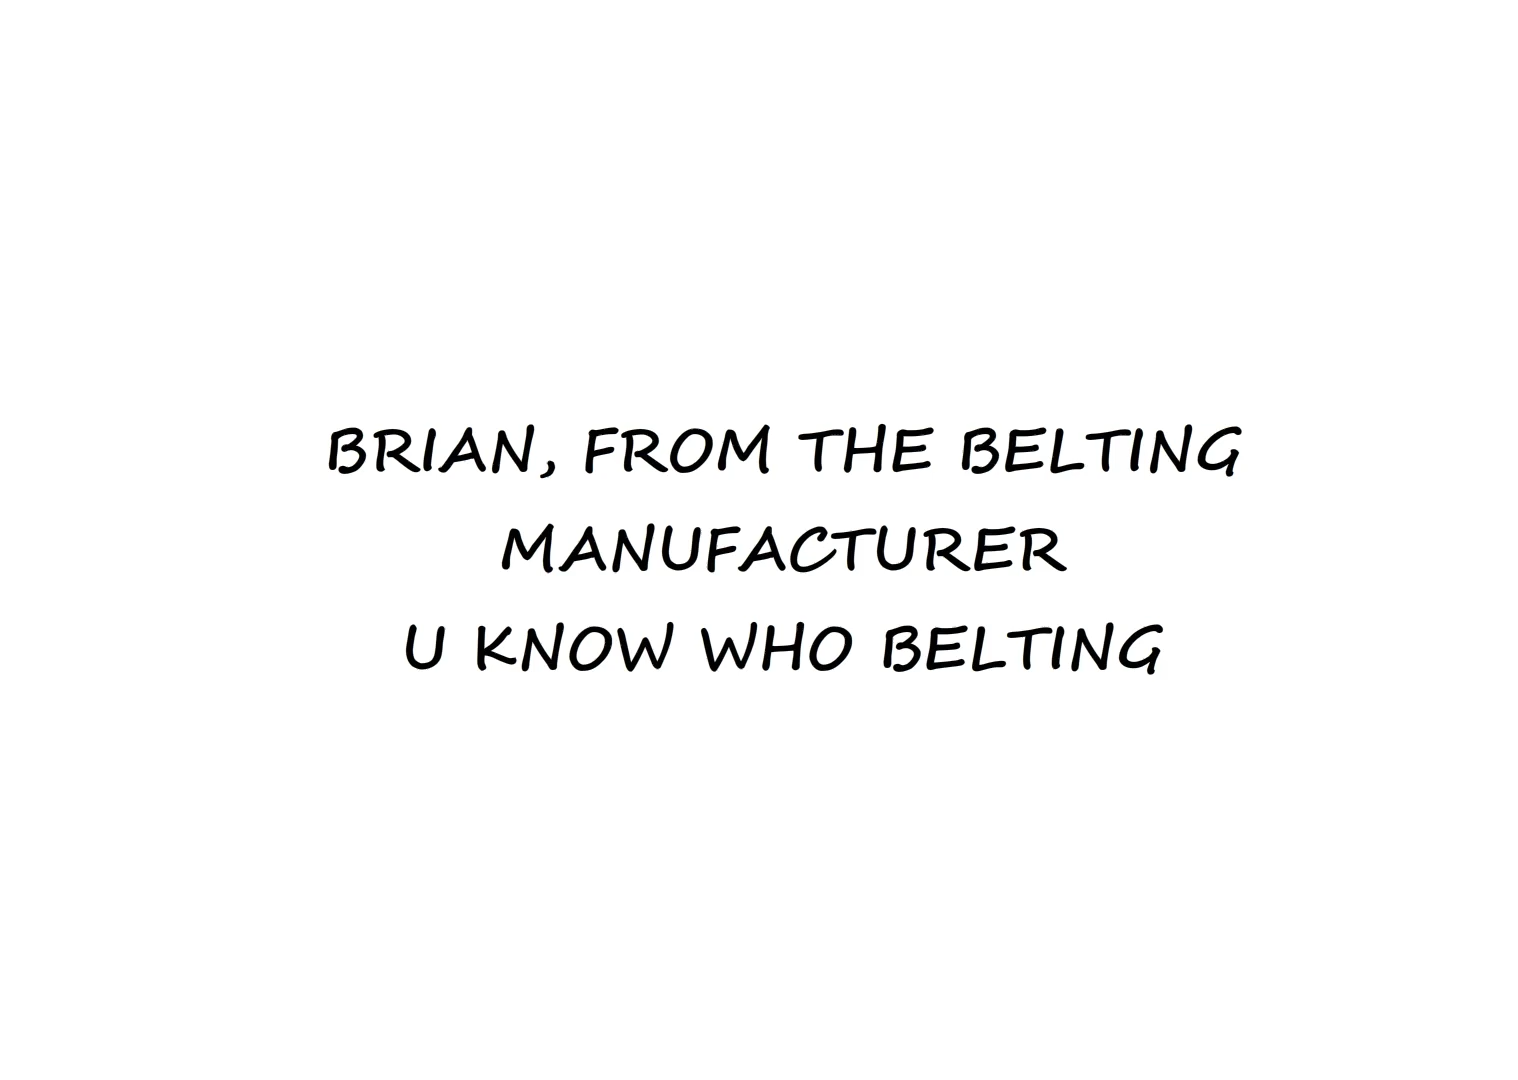 BRIAN, FROM THE BELTING
MANUFACTURER
U KNOW WHO BELTING